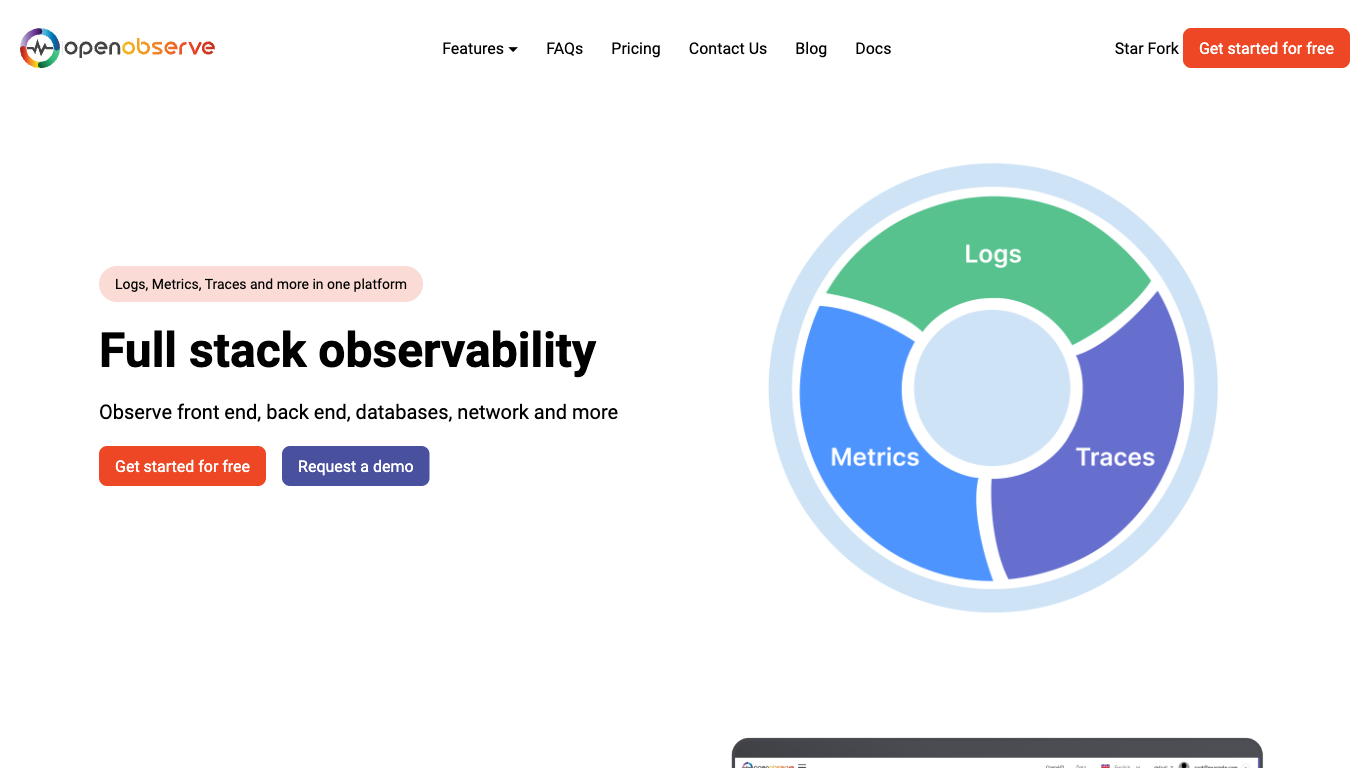 openobserve
Features FAQs Pricing Contact Us Blog Docs
Star Fork Get started for free
Logs, Metrics, Traces and more in one platform
Full stack observability
Observe front end, back end, databases, network and more
Get started for free Request a demo
Logs
Metrics Traces
openobserve